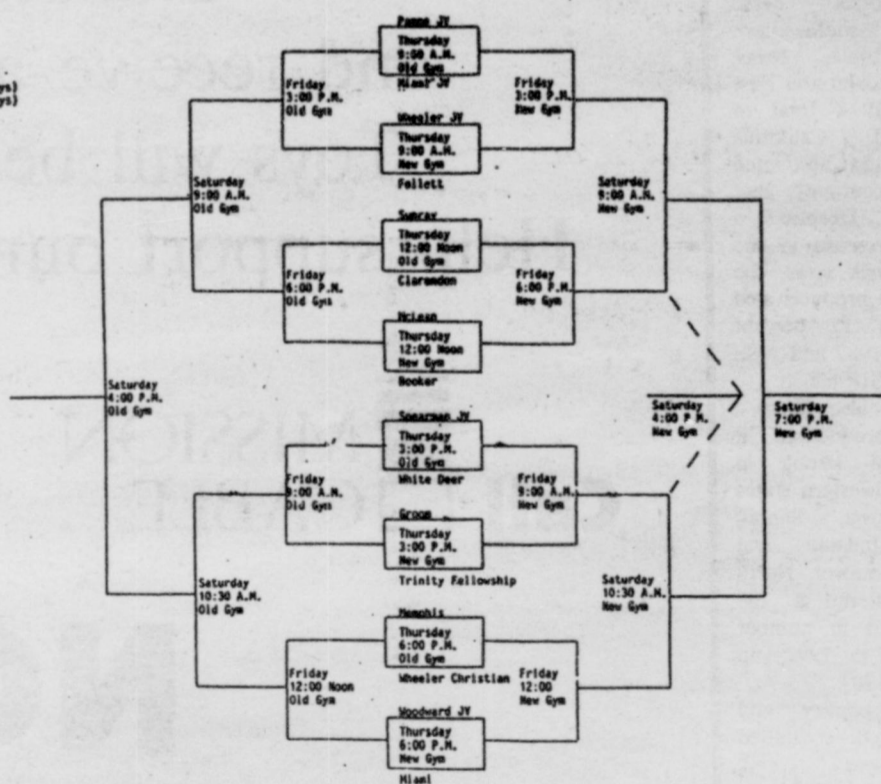 Thursday
9:00 A.M.
Old Gym
Miami JV
Wheeler JV
Thursday
9:00 A.M.
New Gym
Follett
Sunray
Thursday
12:00 Noon
Old Gym
Clarendon
McLean
Thursday
12:00 Noon
New Gym
Booker
Spearman JV
Thursday
3:00 P.M.
Old Gym
White Deer
Groom
Thursday
3:00 P.M.
New Gym
Trinity Fellowship
Memphis
Thursday
6:00 P.M.
Old Gym
Wheeler Christian
Woodward JV
Thursday
6:00 P.M.
New Gym
Miami
Friday
3:00 P.M.
Old Gym
Friday
6:00 P.M.
Old Gym
Friday
9:00 A.M.
Old Gym
Friday
12:00 Noon
Old Gym
Saturday
9:00 A.M.
Old Gym
Saturday
10:30 A.M.
Old Gym
Saturday
4:00 P.M.
Old Gym
Friday
3:00 P.M.
New Gym
Friday
6:00 P.M.
New Gym
Friday
9:00 A.M.
New Gym
Friday
12:00
New Gym
Saturday
9:00 A.M.
New Gym
Saturday
10:30 A.M.
New Gym
Saturday
4:00 P.M.
New Gym
Saturday
7:00 P.M.
New Gym